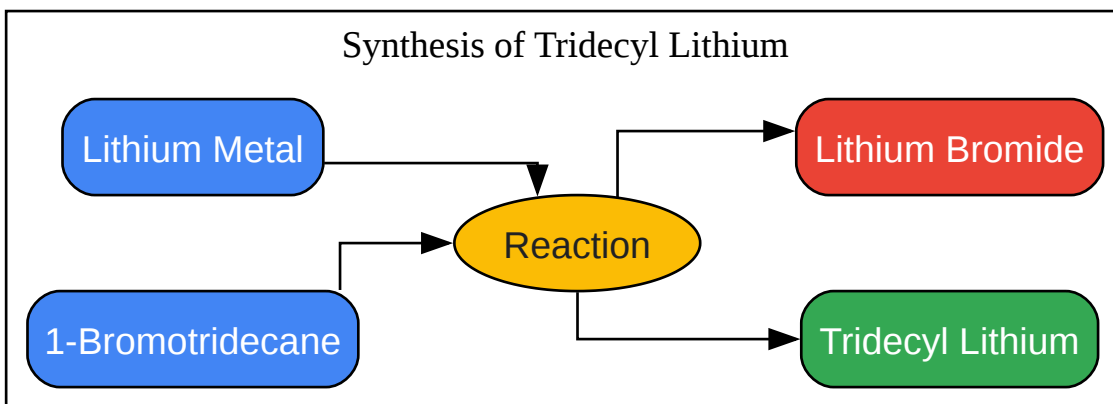 Synthesis of Tridecyl Lithium
Lithium Metal
Lithium Bromide
Reaction
1-Bromotridecane
Tridecyl Lithium